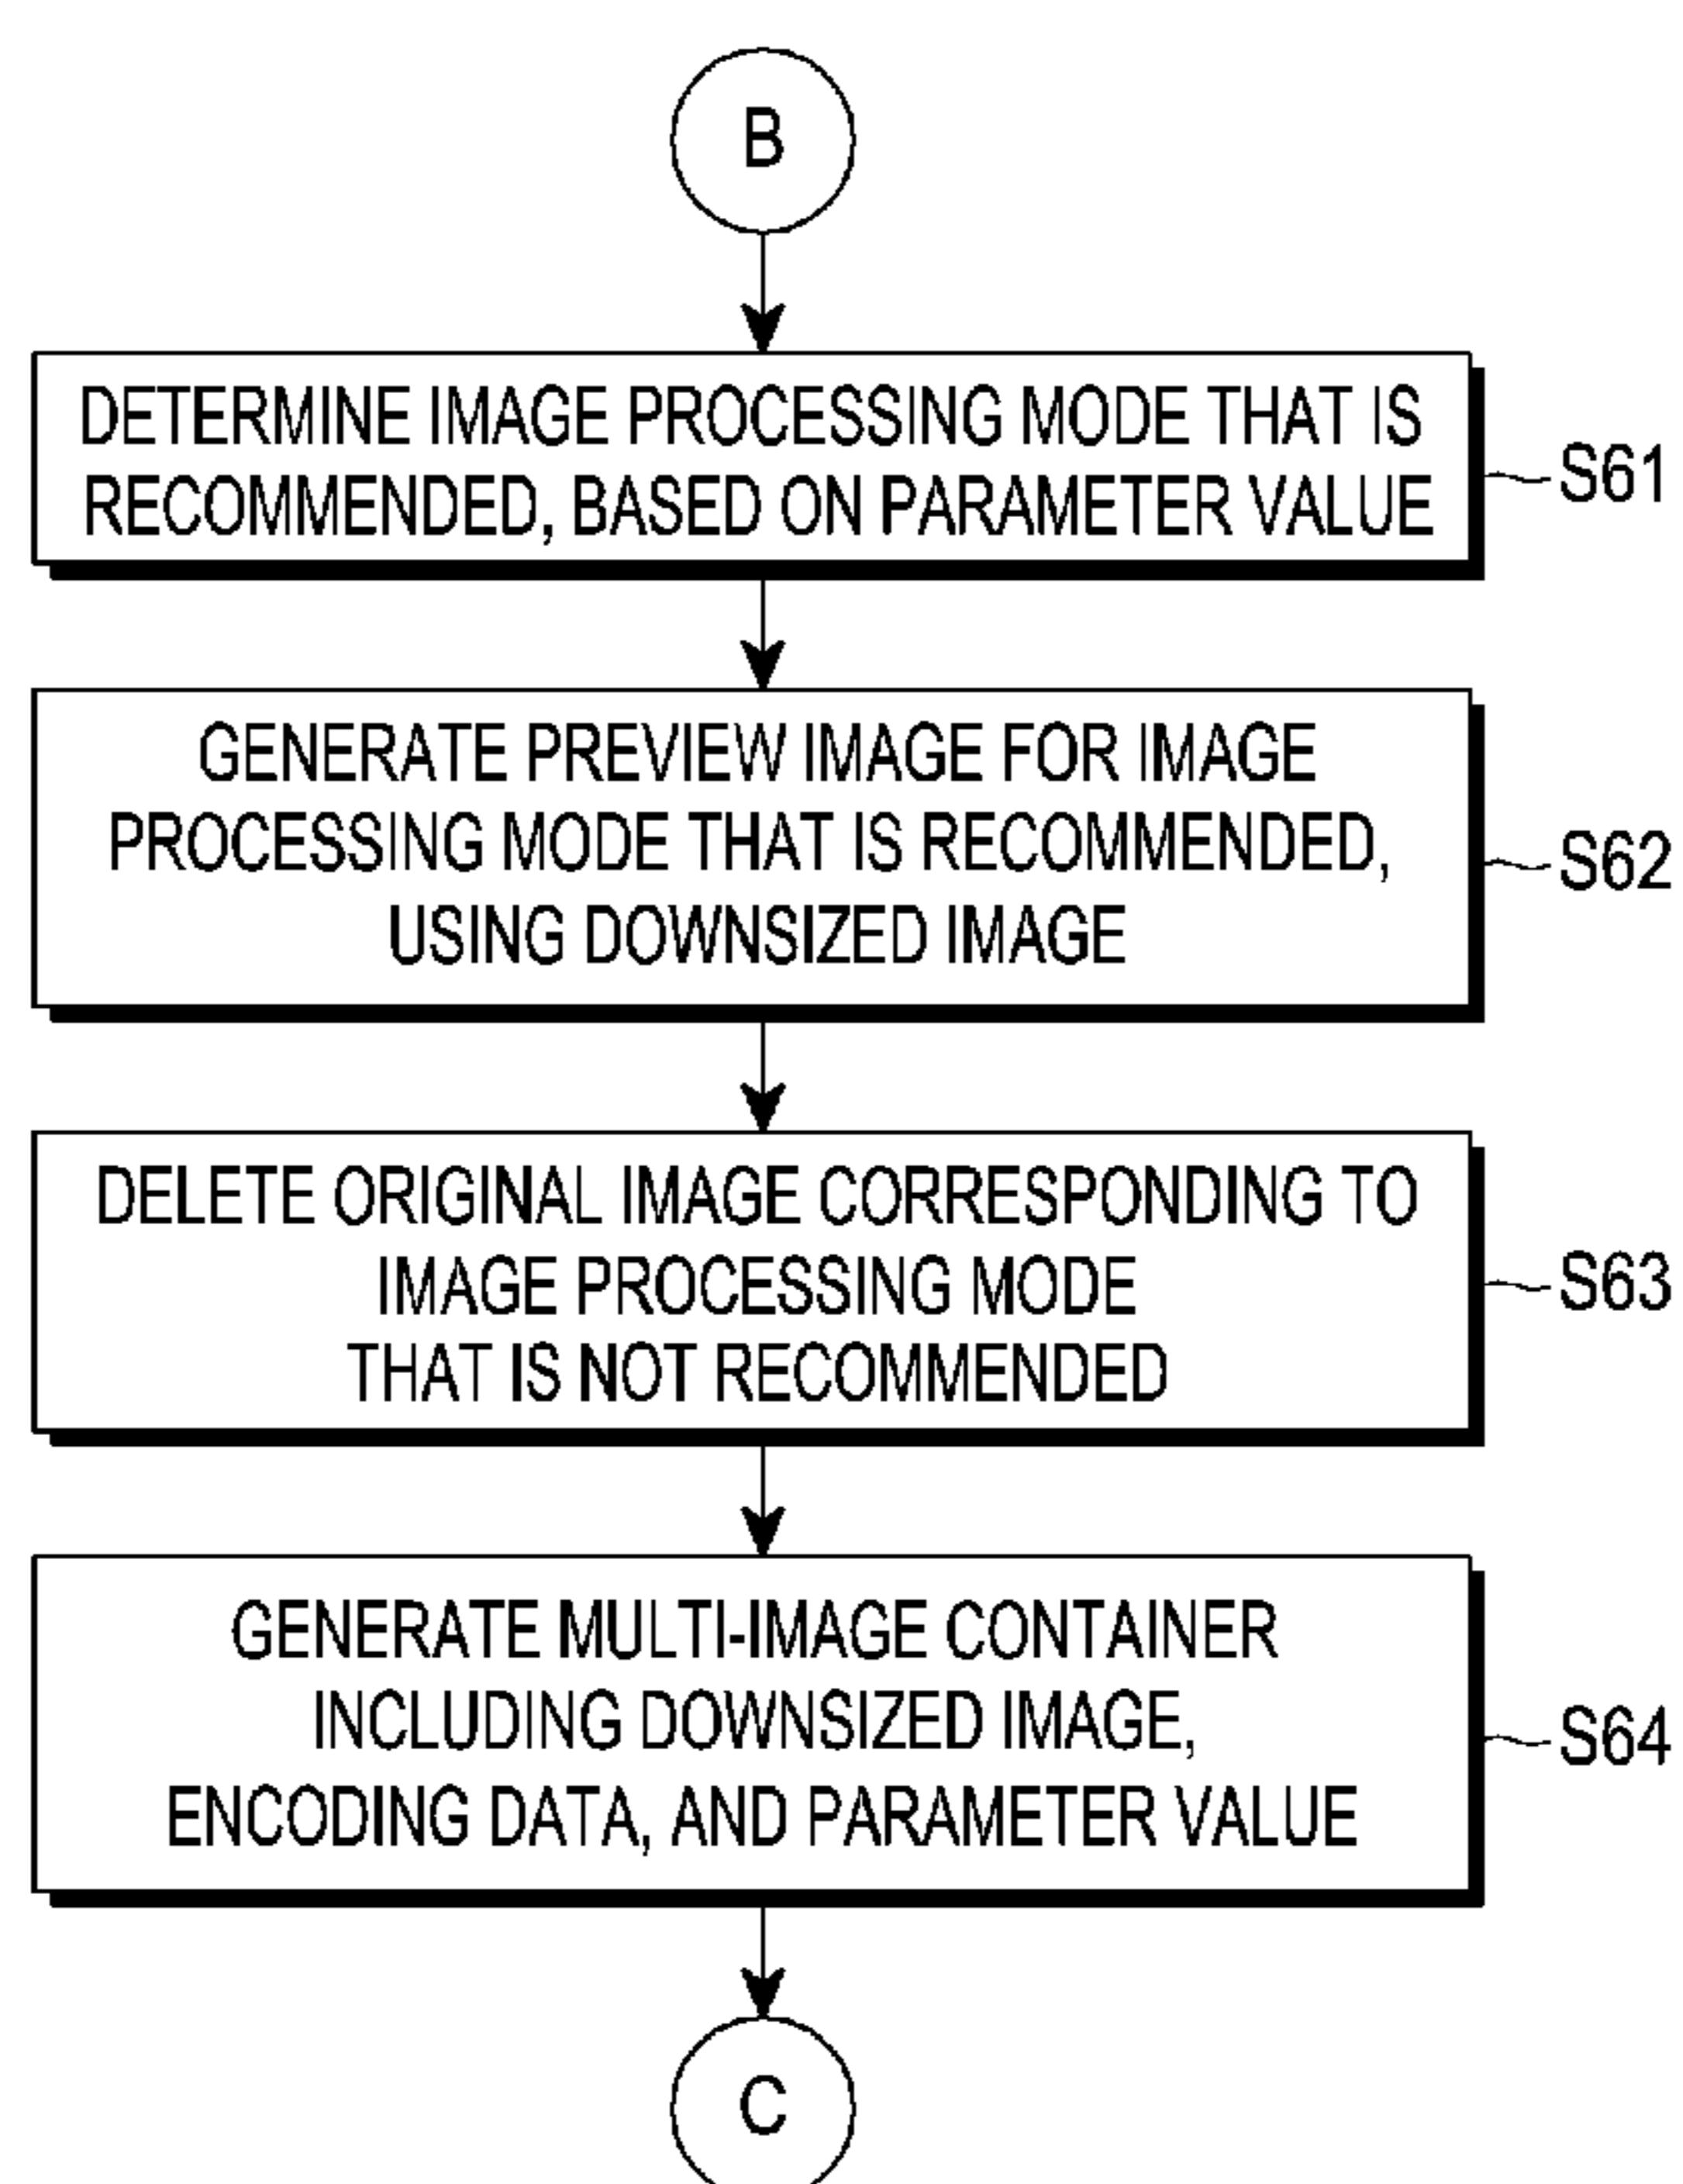 B
DETERMINE IMAGE PROCESSING MODE THAT IS
RECOMMENDED, BASED ON PARAMETER VALUE
S61
GENERATE PREVIEW IMAGE FOR IMAGE
PROCESSING MODE THAT IS RECOMMENDED,
USING DOWNSIZED IMAGE
S62
DELETE ORIGINAL IMAGE CORRESPONDING TO
IMAGE PROCESSING MODE
THAT IS NOT RECOMMENDED
S63
GENERATE MULTI-IMAGE CONTAINER
INCLUDING DOWNSIZED IMAGE,
ENCODING DATA, AND PARAMETER VALUE
S64
C